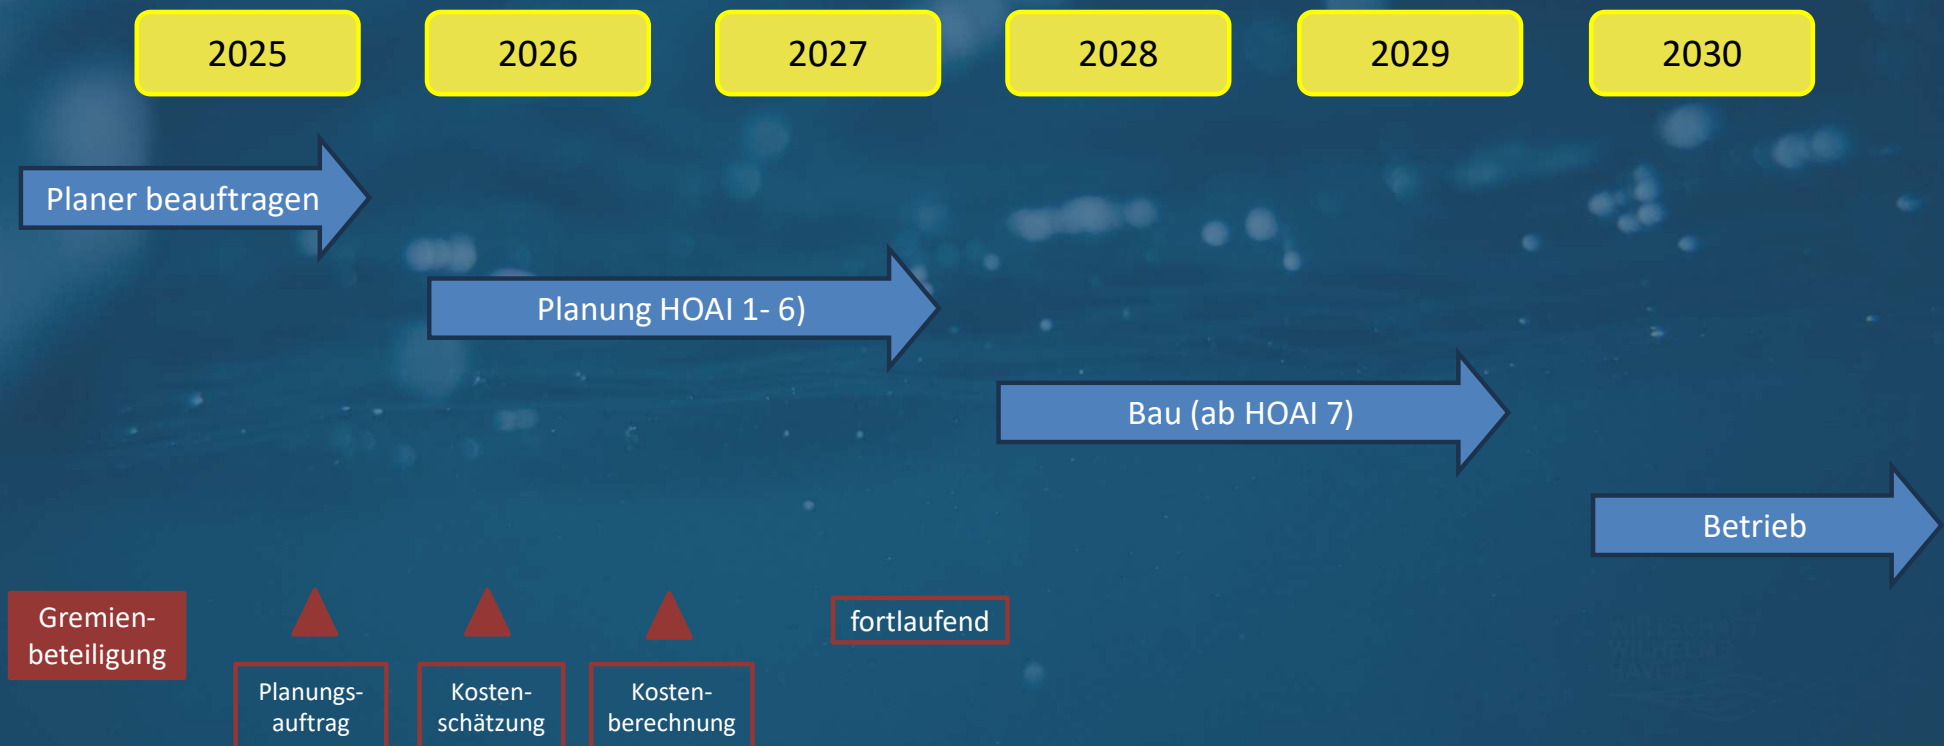 2025
2026
2027
2028
2029
2030
Planer beauftragen
Planung HOAI 1- 6)
Bau (ab HOAI 7)
Betrieb
Gremien-
beteiligung
fortlaufend
Planungs-
auftrag
Kosten-
schätzung
Kosten-
berechnung